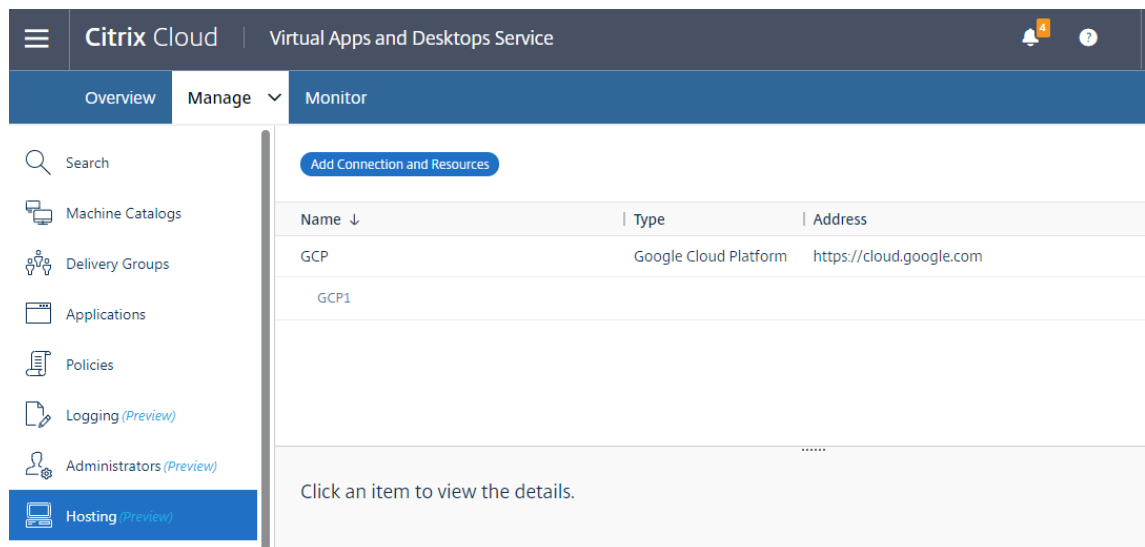 Citrix Cloud | Virtual Apps and Desktops Service 4 ?
Overview Manage Monitor
Search
Machine Catalogs
Delivery Groups
Applications
Policies
Logging (Preview)
Administrators (Preview)
Hosting (Preview)
Add Connection and Resources
Name ↓ Type Address
GCP Google Cloud Platform https://cloud.google.com
GCP1
Click an item to view the details.